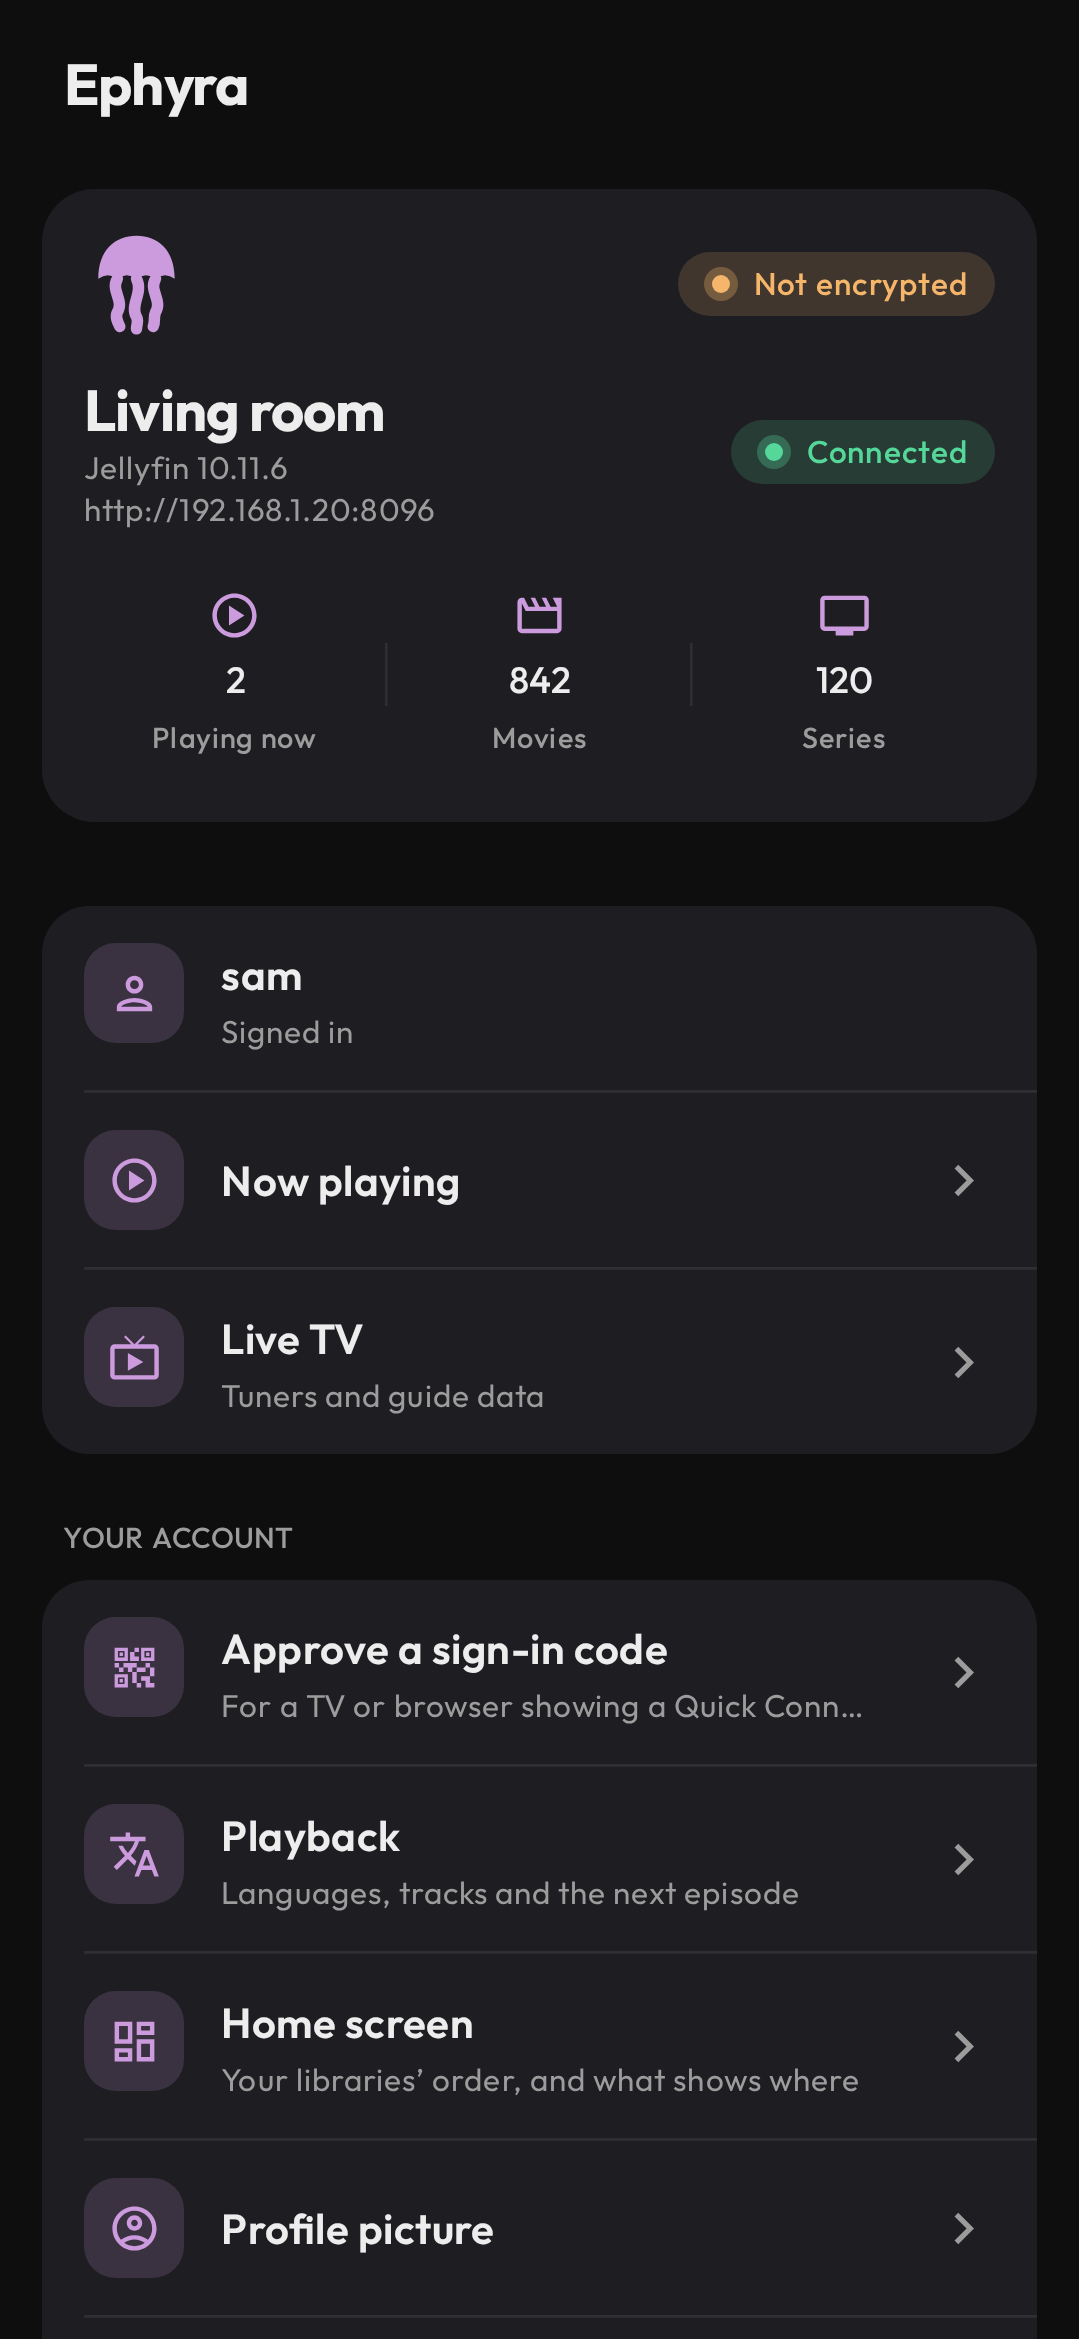 Ephyra
Not encrypted
Living room
Jellyfin 10.11.6
Connected
http://192.168.1.20:8096
2
842
120
Playing now
Movies
Series
sam
Signed in
Now playing
Live TV
Tuners and guide data
YOUR ACCOUNT
Approve a sign-in code
For a TV or browser showing a Quick Conn...
Playback
Languages, tracks and the next episode
Home screen
Your libraries’ order, and what shows where
Profile picture